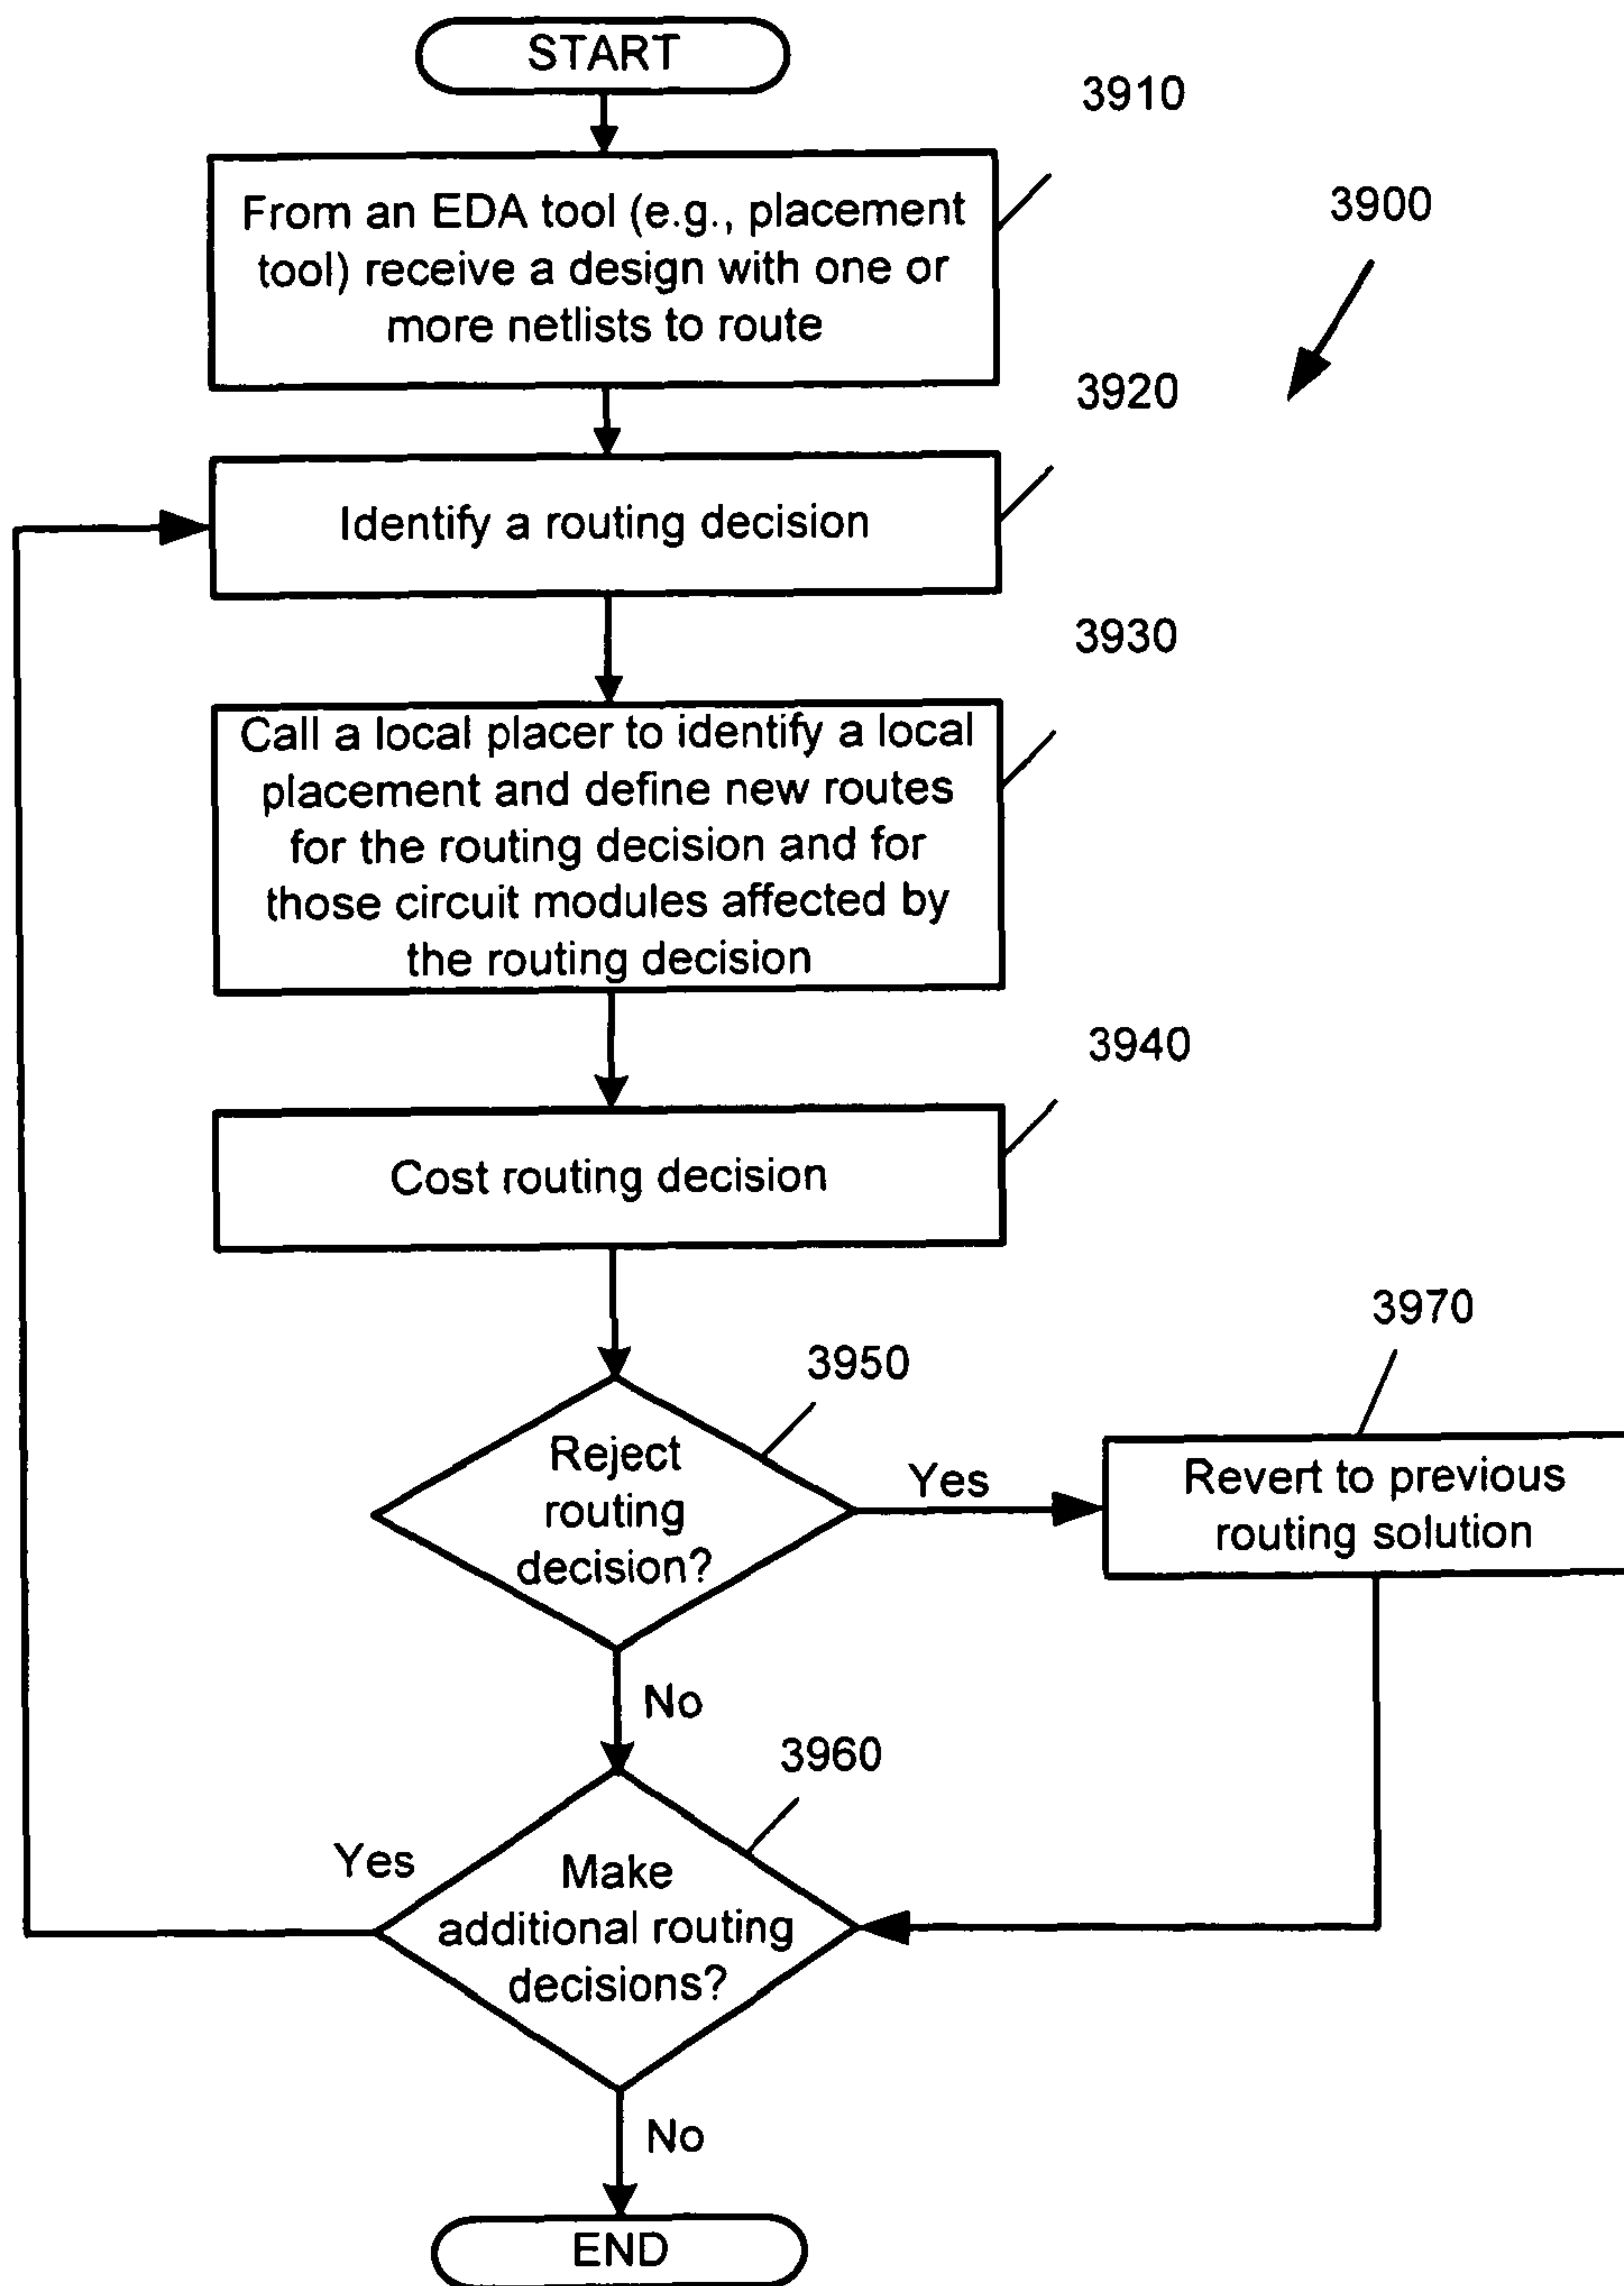 START
3910
From an EDA tool (e.g., placement
tool) receive a design with one or
more netlists to route
3900
3920
Identify a routing decision
3930
Call a local placer to identify a local
placement and define new routes
for the routing decision and for
those circuit modules affected by
the routing decision
3940
Cost routing decision
3950
Reject
routing
decision?
Yes
3970
Revert to previous
routing solution
No
3960
Yes
Make
additional routing
decisions?
No
END